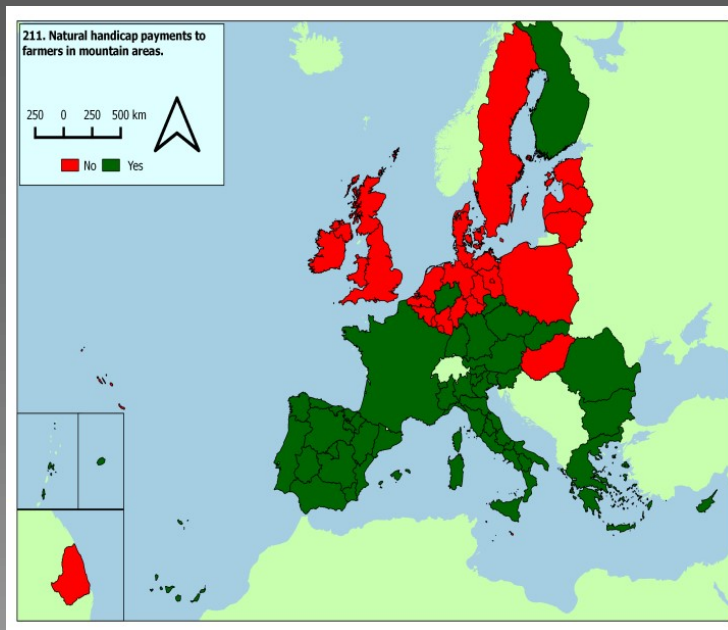 211. Natural handicap payments to
farmers in mountain areas.
250 0 250 500 km
No Yes